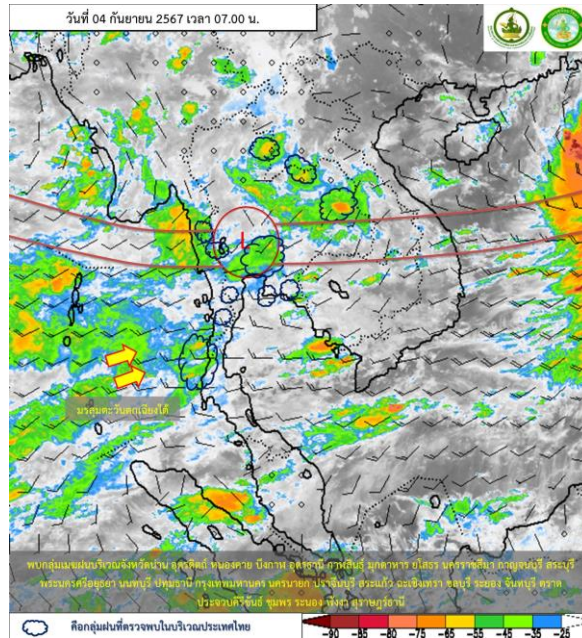 วันที่ 04 กันยายน 2567 เวลา 07.00 น.
L
มรสุมตะวันตกเฉียงใต้
พบกลุ่มเมฆฝนบริเวณจังหวัดน่าน อุตรดิตถ์ หนองคาย บึงกาฬ อุดรธานี กาฬสินธุ์ มุกดาหาร ยโสธร นครราชสีมา กาญจนบุรี สระบุรี
พระนครศรีอยุธยา นนทบุรี ปทุมธานี กรุงเทพมหานคร นครนายก ปราจีนบุรี สระแก้ว ฉะเชิงเทรา ชลบุรี ระยอง จันทบุรี ตราด
ประจวบคีรีขันธ์ ชุมพร ระนอง พังงา สุราษฎร์ธานี
คือกลุ่มฝนที่ตรวจพบในบริเวณประเทศไทย
-90 -85 -80 -75 -65 -55 -45 -35 -25